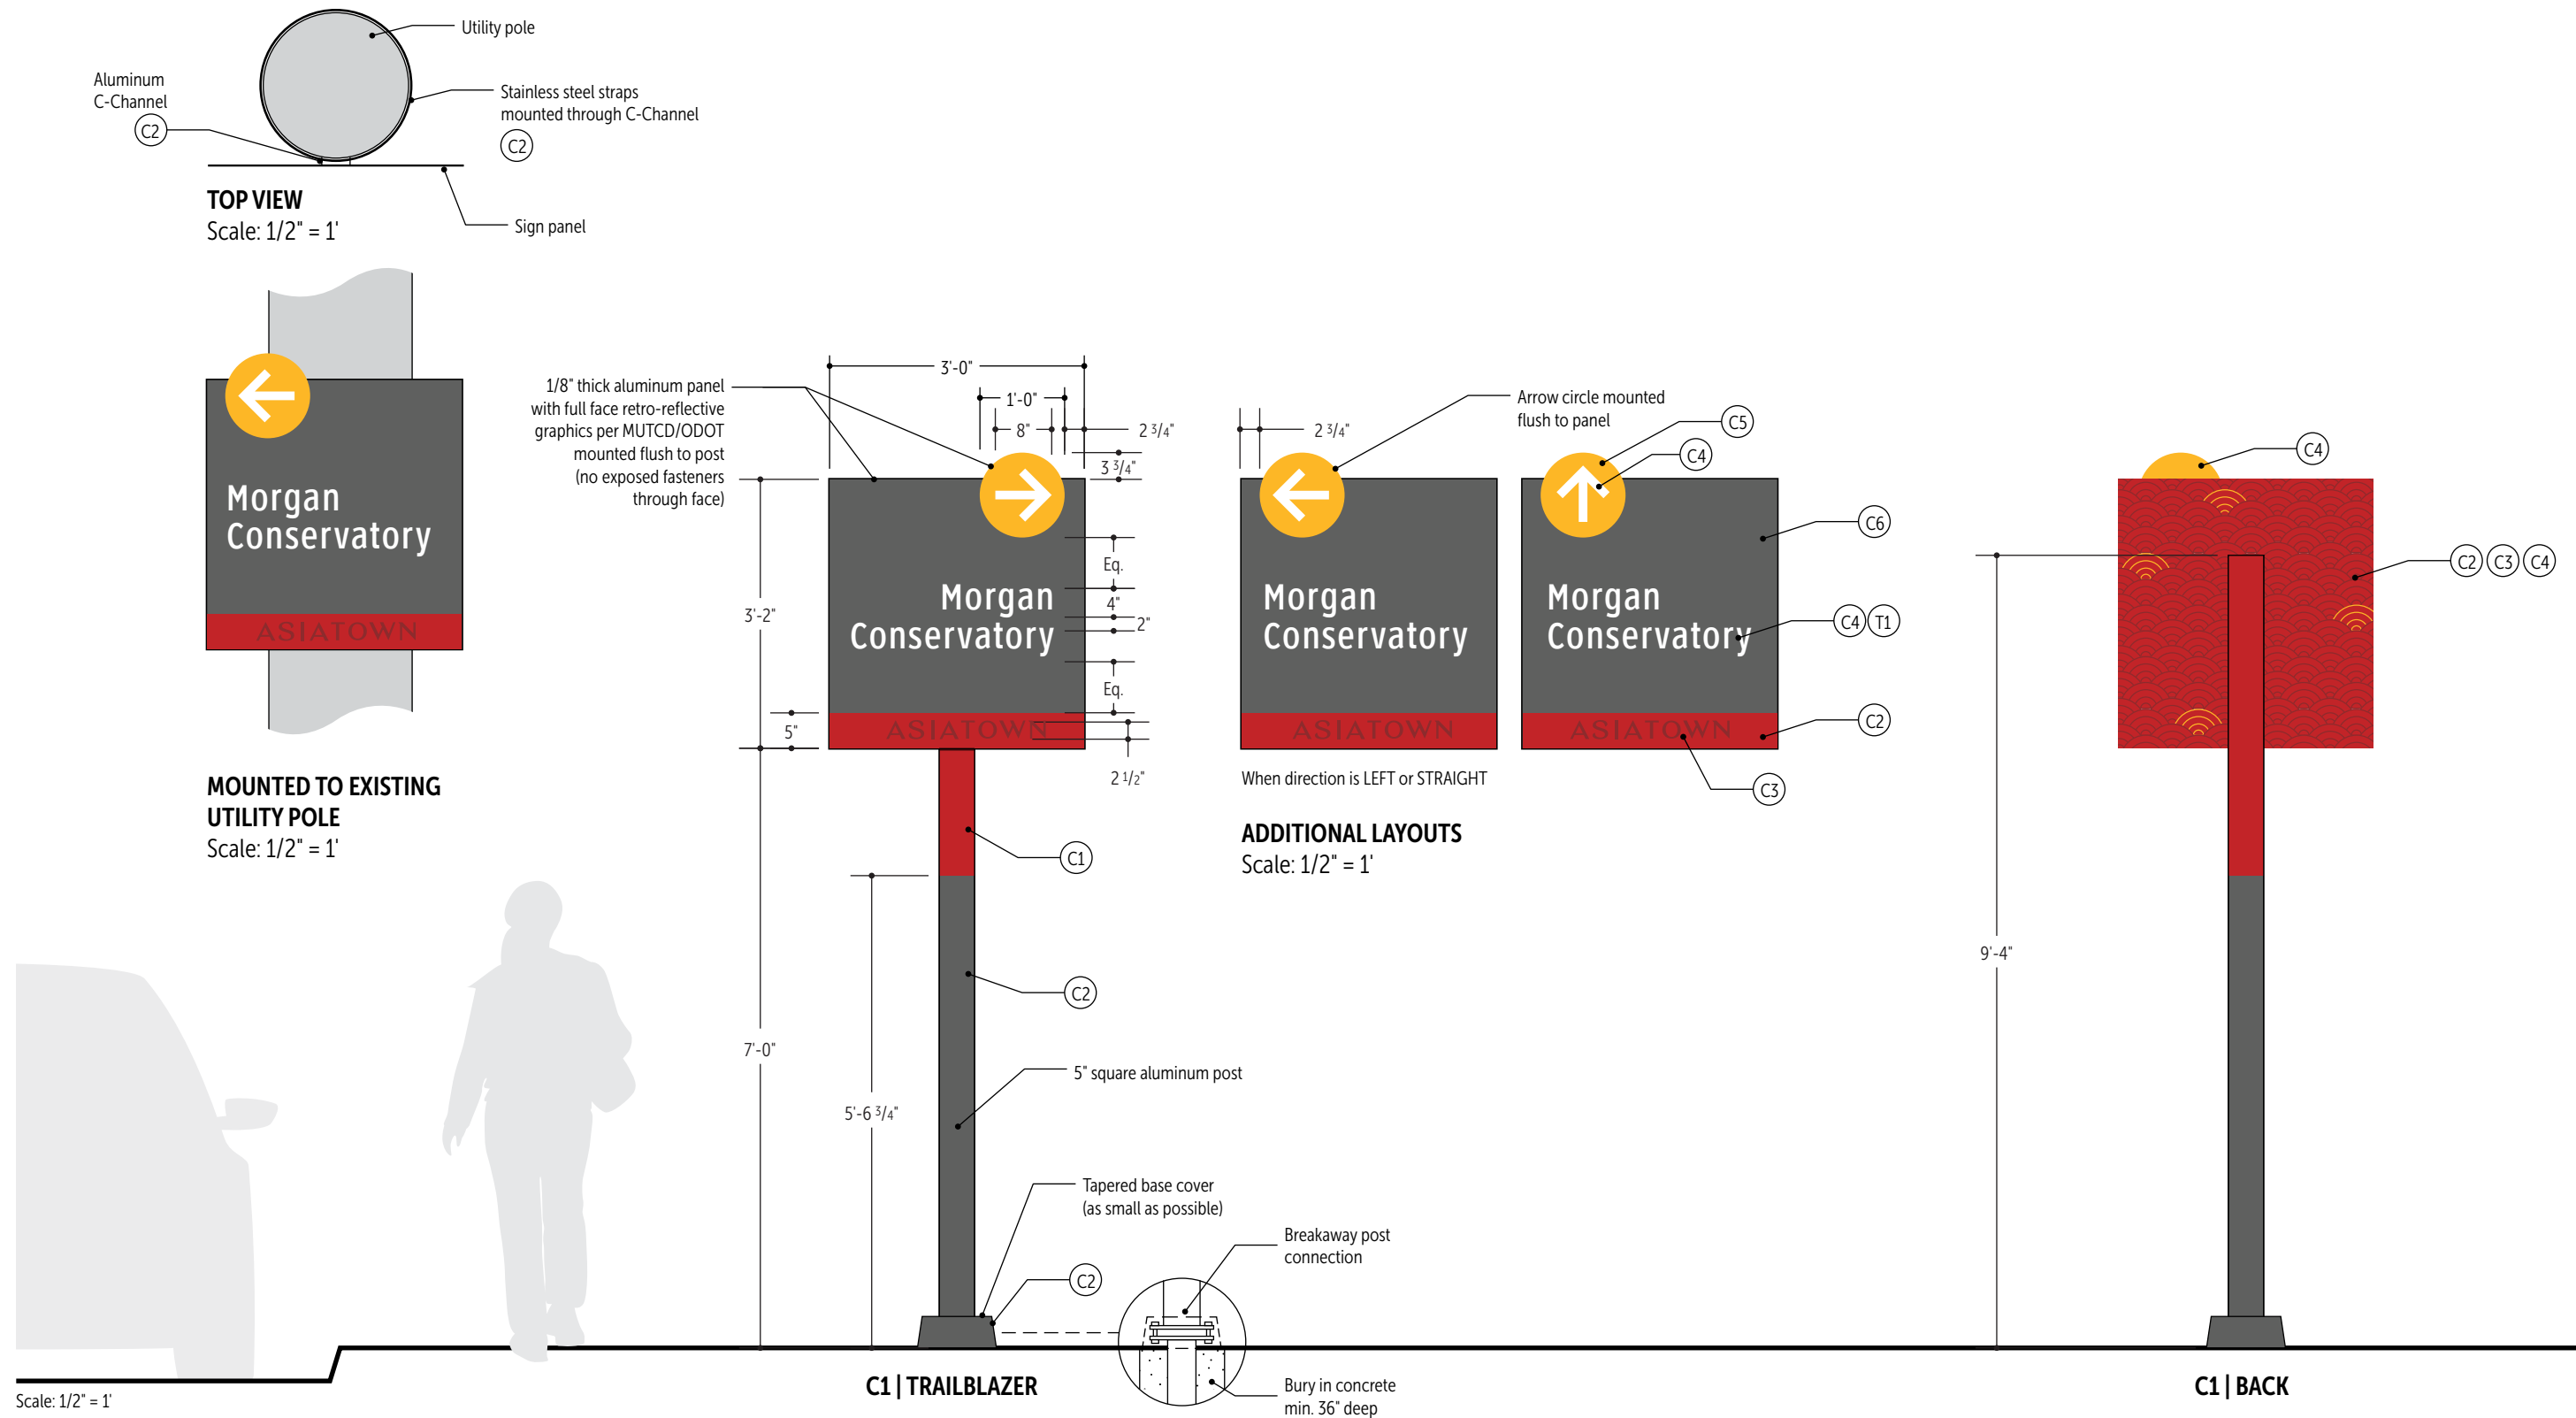 Utility pole
Aluminum
C-Channel
C2
Stainless steel straps
mounted through C-Channel
C2
TOP VIEW
Scale: 1/2" = 1'
Sign panel
Morgan
Conservatory
ASIATOWN
MOUNTED TO EXISTING
UTILITY POLE
Scale: 1/2" = 1'
1/8" thick aluminum panel
with full face retro-reflective
graphics per MUTCD/ODOT
mounted flush to post
(no exposed fasteners
through face)
3'-0"
1'-0"
8"
2 3/4"
3 3/4"
Morgan
Conservatory
ASIATOWN
Eq.
4"
2"
Eq.
2 1/2"
3'-2"
5"
7'-0"
5'-6 3/4"
C1
C2
5" square aluminum post
Tapered base cover
(as small as possible)
C2
Breakaway post
connection
Bury in concrete
min. 36" deep
C1 | TRAILBLAZER
2 3/4"
Arrow circle mounted
flush to panel
C5
C4
Morgan
Conservatory
ASIATOWN
Morgan
Conservatory
ASIATOWN
C6
C4 T1
C2
C3
When direction is LEFT or STRAIGHT
ADDITIONAL LAYOUTS
Scale: 1/2" = 1'
C4
C2 C3 C4
9'-4"
C1 | BACK
Scale: 1/2" = 1'